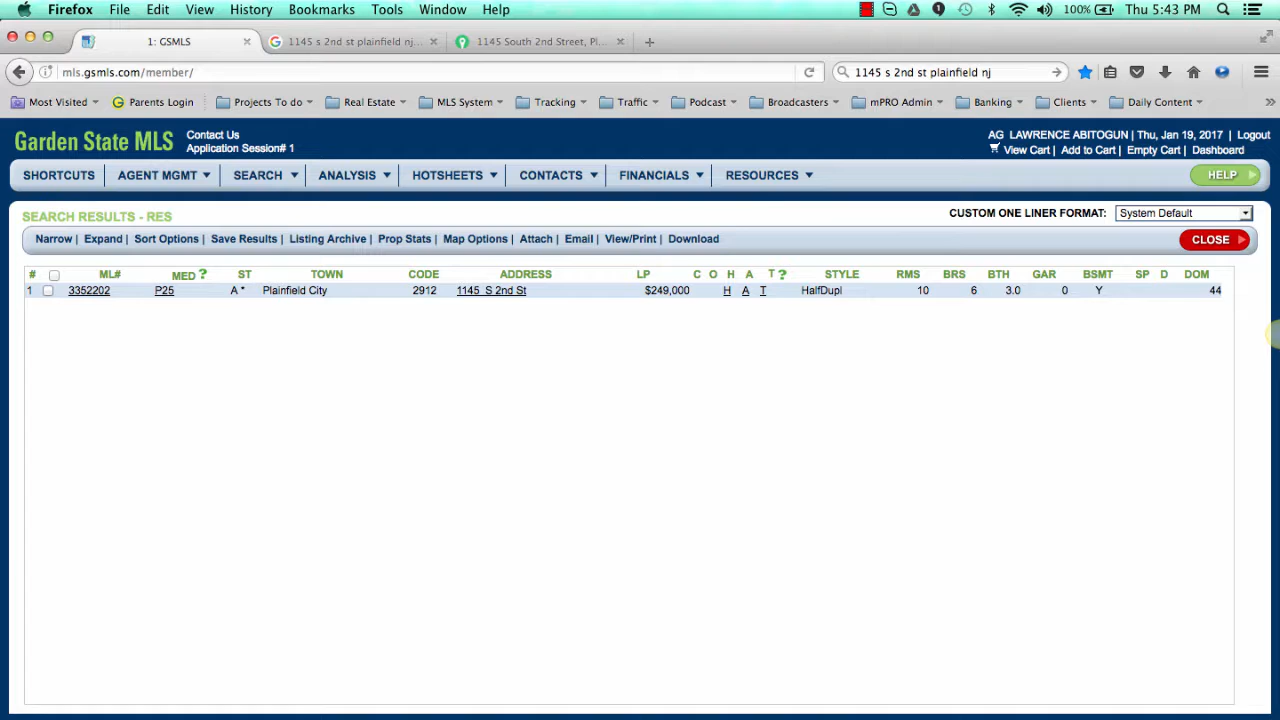 Firefox File Edit View History Bookmarks Tools Window Help 100% Thu 5:43 PM
1: GSMLS 1145 s 2nd st plainfield nj... 1145 South 2nd Street, Pl...
mls.gsmls.com/member/ 1145 s 2nd st plainfield nj
Most Visited Parents Login Projects To do Real Estate MLS System Tracking Traffic Podcast Broadcasters mPRO Admin Banking Clients Daily Content
Garden State MLS
Contact Us
Application Session# 1
AG LAWRENCE ABITOGUN | Thu, Jan 19, 2017 | Logout
View Cart | Add to Cart | Empty Cart | Dashboard
SHORTCUTS AGENT MGMT SEARCH ANALYSIS HOTSHEETS CONTACTS FINANCIALS RESOURCES HELP
SEARCH RESULTS - RES CUSTOM ONE LINER FORMAT: System Default
Narrow | Expand | Sort Options | Save Results | Listing Archive | Prop Stats | Map Options | Attach | Email | View/Print | Download CLOSE
# ML# MED ? ST TOWN CODE ADDRESS LP C O H A T ? STYLE RMS BRS BTH GAR BSMT SP D DOM
1 3352202 P25 A * Plainfield City 2912 1145 S 2nd St $249,000 H A T HalfDupl 10 6 3.0 0 Y 44